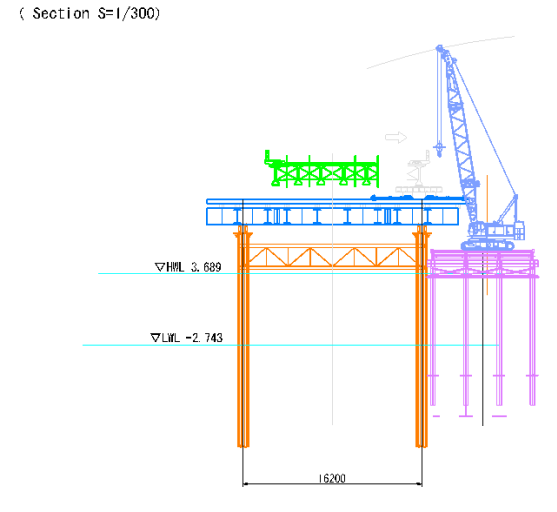 ( Section S=1/300)
▽HWL 3.689
▽LWL -2.743
16200